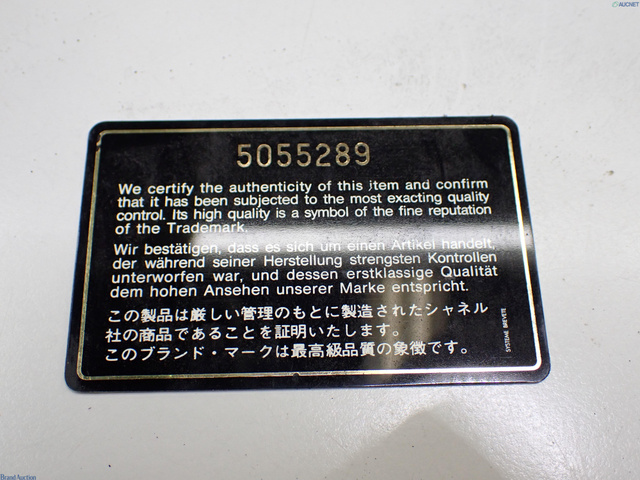 AUCNET
5055289
We certify the authenticity of this item and confirm
that it has been subjected to the most exacting quality
control. Its high quality is a symbol of the fine reputation
of the Trademark.
Wir bestätigen, dass es sich um einen Artikel handelt,
der während seiner Herstellung strengsten Kontrollen
unterworfen war, und dessen erstklassige Qualität
dem hohen Ansehen unserer Marke entspricht.
この製品は厳しい管理のもとに製造されたシャネル
社の商品であることを証明いたします。
このブランド・マークは最高級品質の象徴です。
SYSTEME BREVETE
BrandAuction